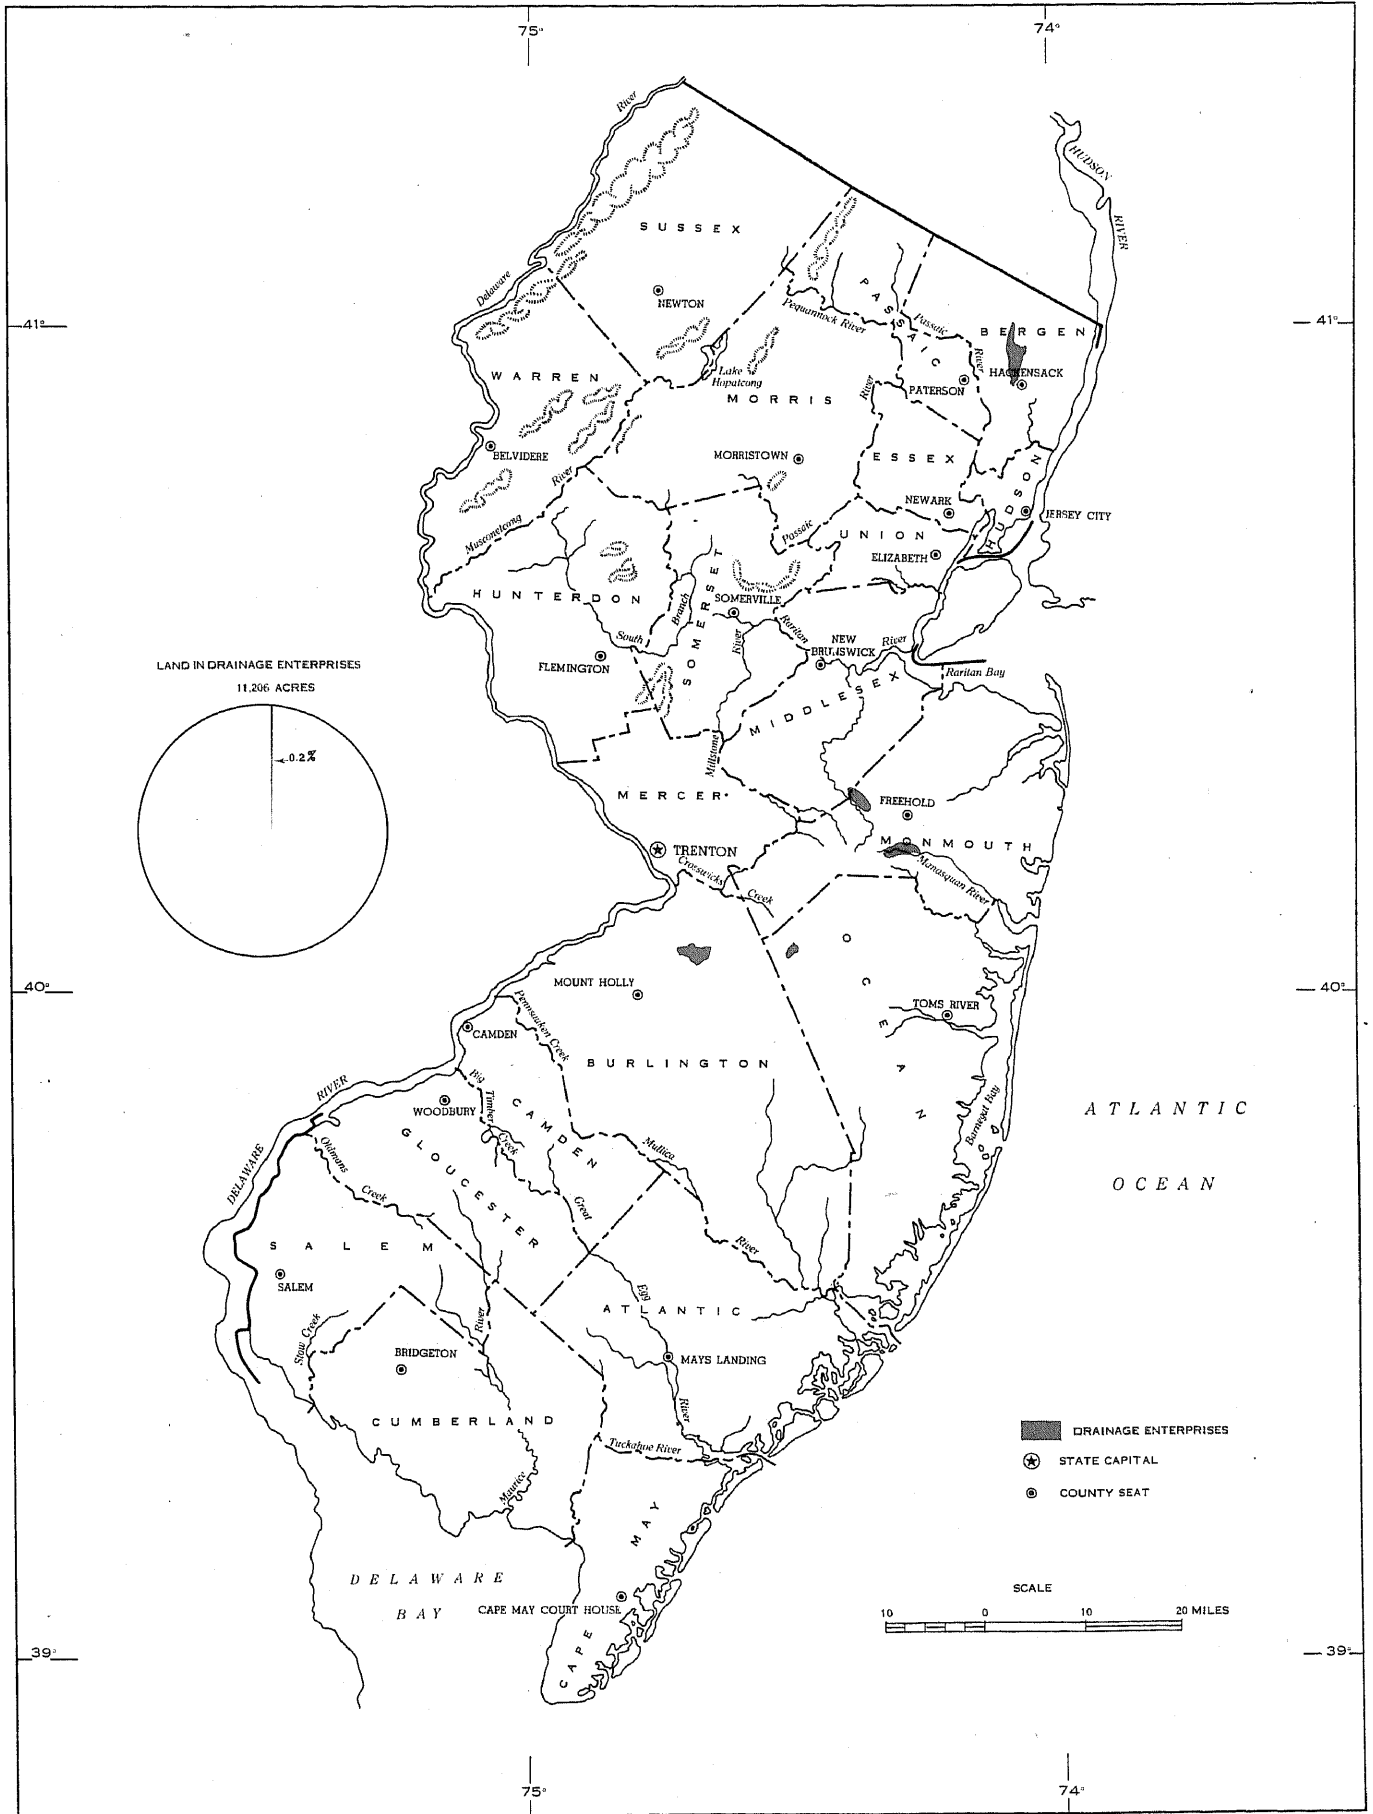 75°
74°
River
HUDSON
RIVER
SUSSEX
Delaware
NEWTON
PASSAIC
Pequannock River
Passaic
River
BERGEN
41°
41°
Lake
Hopatcong
HACKENSACK
WARREN
PATERSON
MORRIS
River
BELVIDERE
MORRISTOWN
ESSEX
HUDSON
River
Musconetcong
NEWARK
JERSEY CITY
Passaic
UNION
ELIZABETH
HUNTERDON
SOMERSET
SOMERVILLE
Branch
South
River
Raritan
NEW
BRUNSWICK
River
FLEMINGTON
Raritan Bay
LAND IN DRAINAGE ENTERPRISES
11,206 ACRES
0.2%
MIDDLESEX
Millstone
MERCER
FREEHOLD
MONMOUTH
TRENTON
Crosswicks
Creek
Manasquan River
OCEAN
MOUNT HOLLY
40°
40°
TOMS RIVER
Pennsauken Creek
CAMDEN
BURLINGTON
RIVER
Big
Timber
Creek
WOODBURY
CAMDEN
Barnegat Bay
ATLANTIC
OCEAN
GLOUCESTER
Oldmans
Creek
Mullica
River
DELAWARE
Great
Egg
River
SALEM
SALEM
ATLANTIC
Stow Creek
River
BRIDGETON
MAYS LANDING
CUMBERLAND
Tuckahoe River
Maurice
DRAINAGE ENTERPRISES
STATE CAPITAL
COUNTY SEAT
DELAWARE
BAY
CAPE MAY
CAPE MAY COURT HOUSE
SCALE
10 0 10 20 MILES
39°
39°
75°
74°